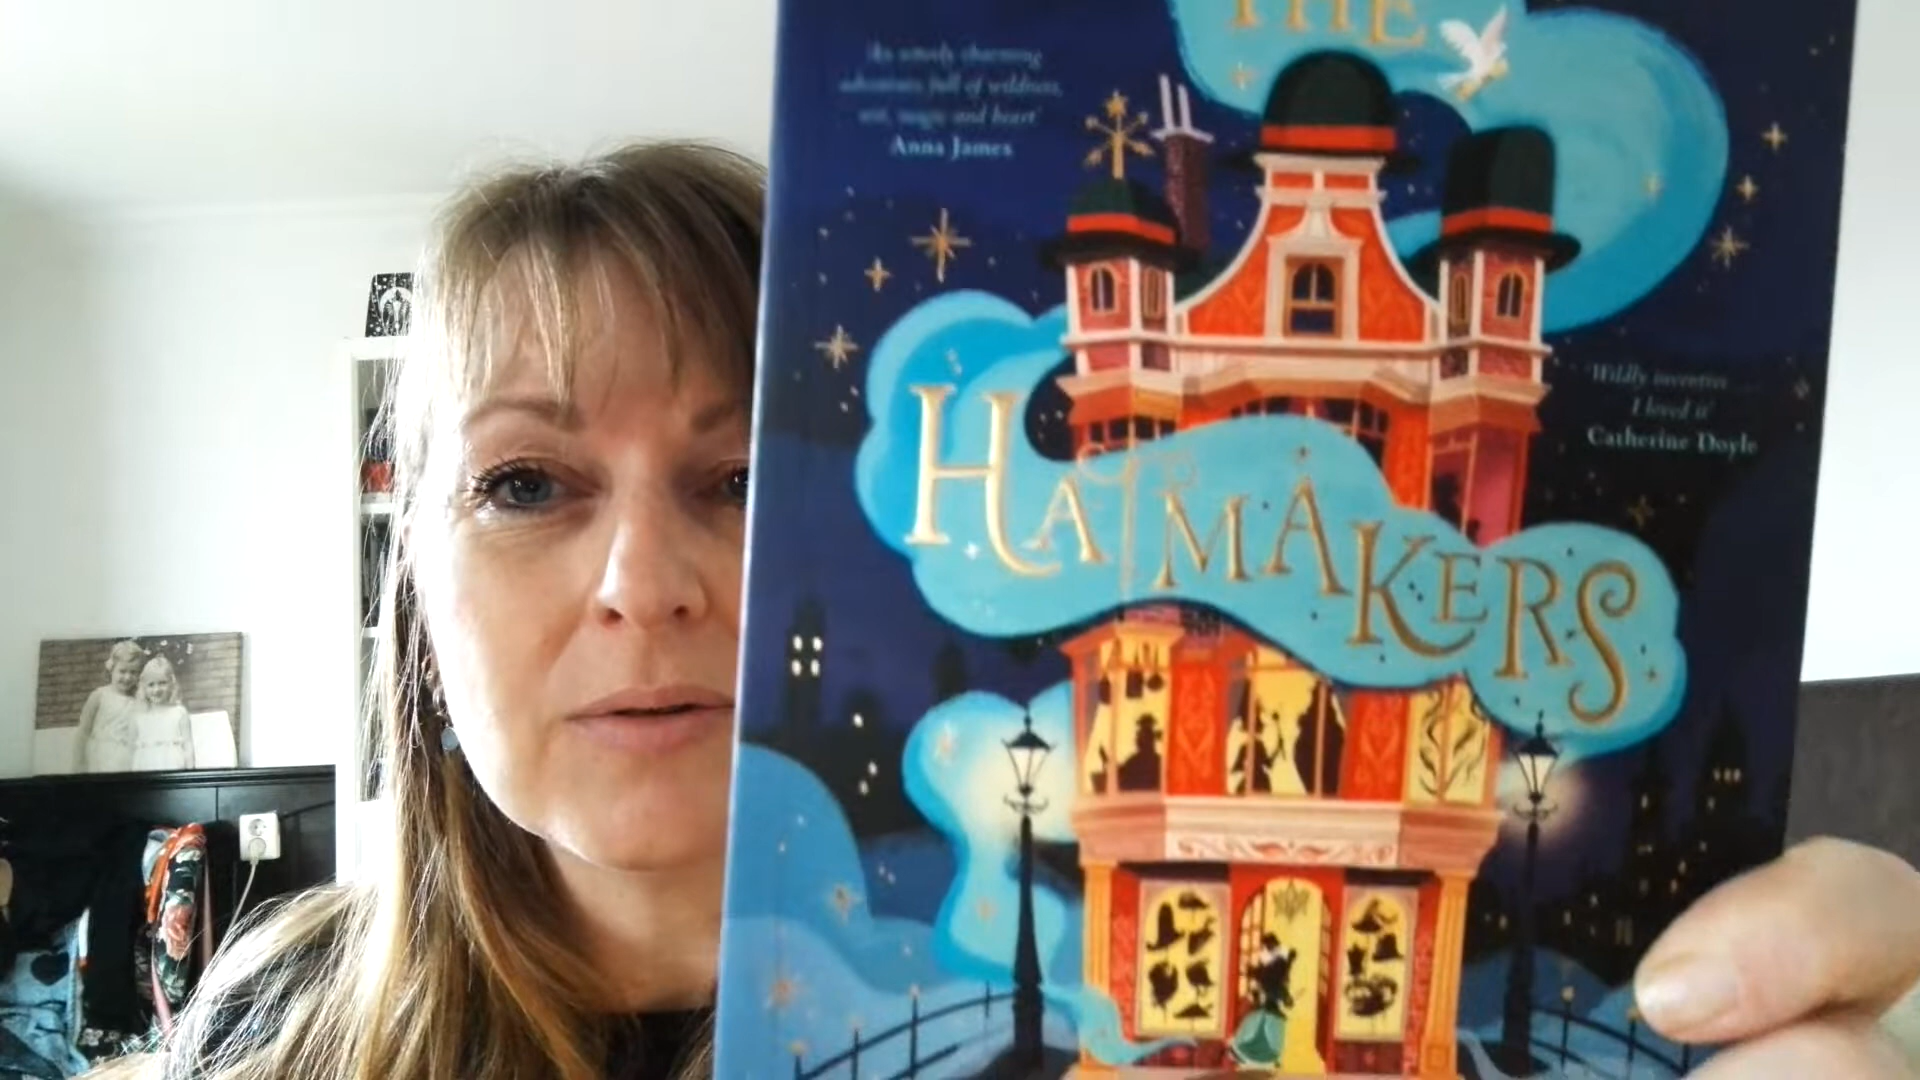 THE
An utterly charming
adventure, full of wildness,
wit, magic and heart'
Anna James
'Wildly inventive
I loved it'
Catherine Doyle
HATMAKERS